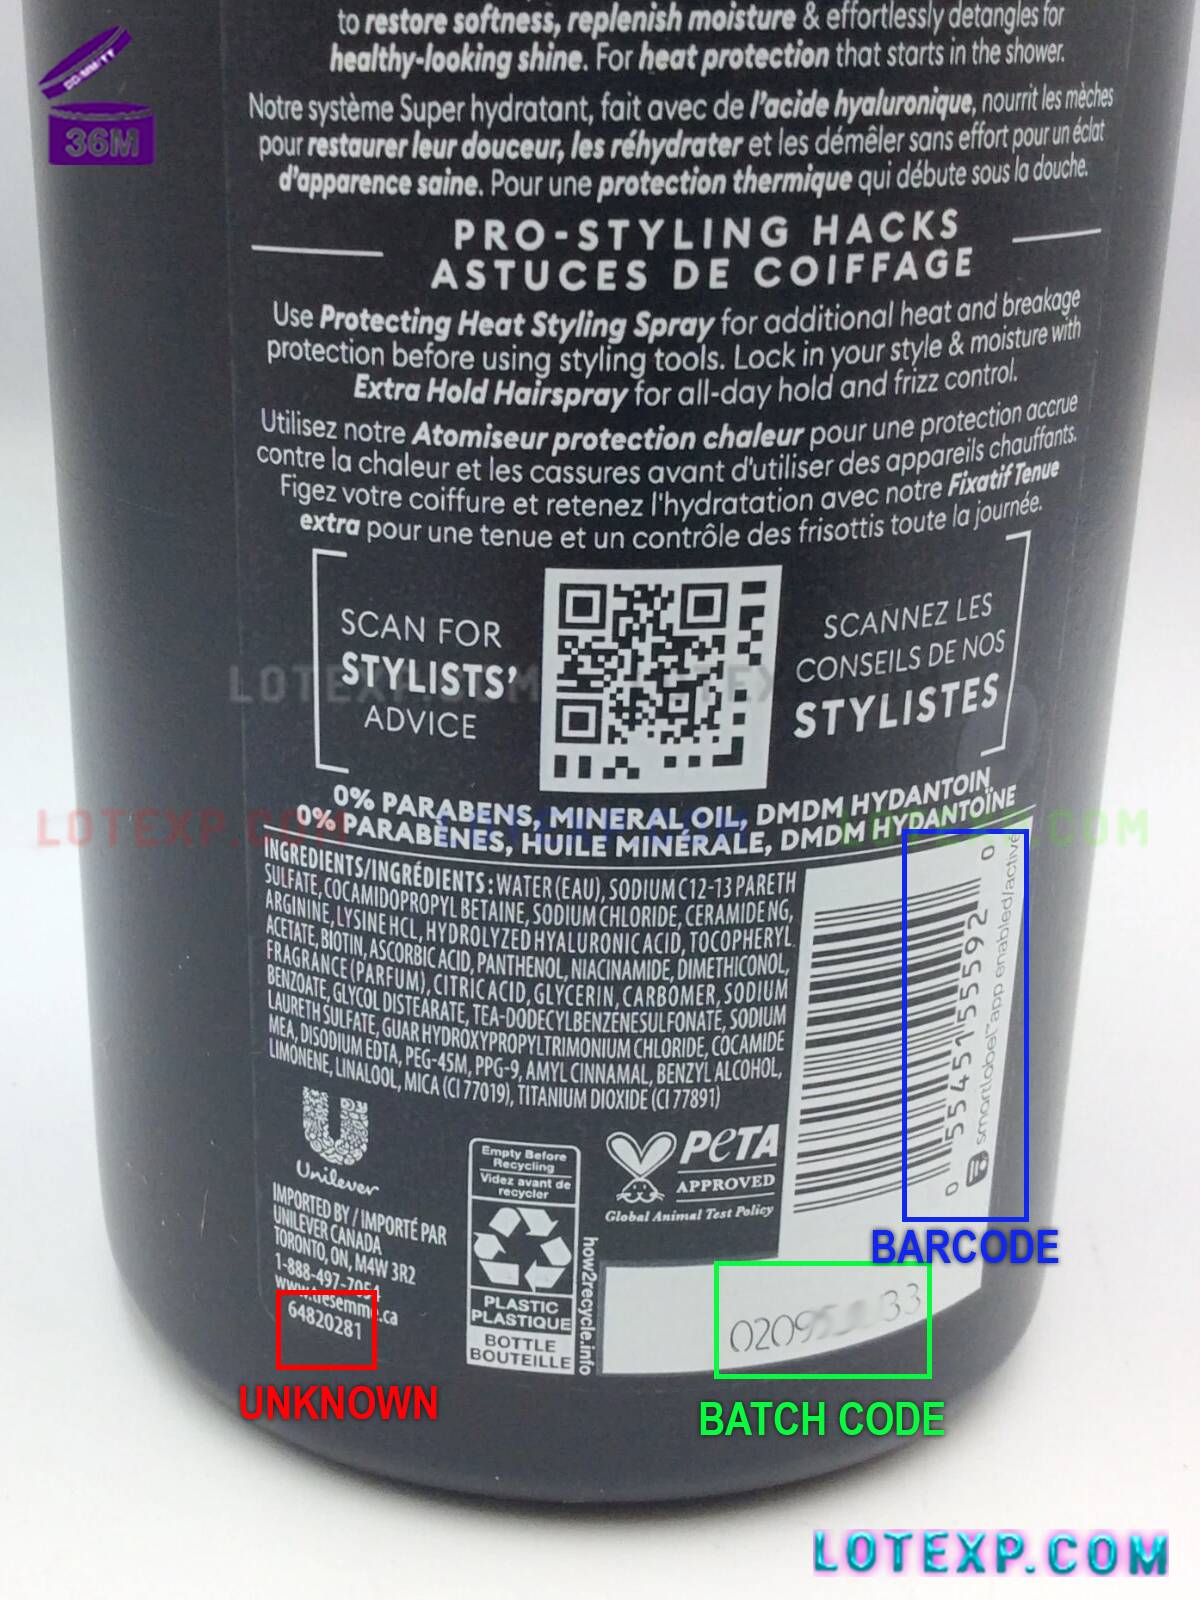 to restore softness, replenish moisture & effortlessly detangles for
healthy-looking shine. For heat protection that starts in the shower.
36M
Notre système Super hydratant, fait avec de l'acide hyaluronique, nourrit les mèches
pour restaurer leur douceur, les réhydrater et les démêler sans effort pour un éclat
d'apparence saine. Pour une protection thermique qui débute sous la douche.
PRO-STYLING HACKS
ASTUCES DE COIFFAGE
Use Protecting Heat Styling Spray for additional heat and breakage
protection before using styling tools. Lock in your style & moisture with
Extra Hold Hairspray for all-day hold and frizz control.
Utilisez notre Atomiseur protection chaleur pour une protection accrue
contre la chaleur et les cassures avant d'utiliser des appareils chauffants.
Figez votre coiffure et retenez l'hydratation avec notre Fixatif Tenue
extra pour une tenue et un contrôle des frisottis toute la journée.
SCAN FOR
STYLISTS'
ADVICE
SCANNEZ LES
CONSEILS DE NOS
STYLISTES
0% PARABENS, MINERAL OIL, DMDM HYDANTOIN
0% PARABÈNES, HUILE MINÉRALE, DMDM HYDANTOÏNE
INGREDIENTS/INGRÉDIENTS: WATER (EAU), SODIUM C12-13 PARETH
SULFATE, COCAMIDOPROPYL BETAINE, SODIUM CHLORIDE, CERAMIDE NG,
ARGININE, LYSINE HCL, HYDROLYZED HYALURONIC ACID, TOCOPHERYL
ACETATE, BIOTIN, ASCORBIC ACID, PANTHENOL, NIACINAMIDE, DIMETHICONOL,
FRAGRANCE (PARFUM), CITRIC ACID, GLYCERIN, CARBOMER, SODIUM
BENZOATE, GLYCOL DISTEARATE, TEA-DODECYLBENZENESULFONATE, SODIUM
LAURETH SULFATE, GUAR HYDROXYPROPYLTRIMONIUM CHLORIDE, COCAMIDE
MEA, DISODIUM EDTA, PEG-45M, PPG-9, AMYL CINNAMAL, BENZYL ALCOHOL,
LIMONENE, LINALOOL, MICA (CI 77019), TITANIUM DIOXIDE (CI 77891)
0 55451 15592 0
smartlabel™ app enabled/activé
BARCODE
Unilever
IMPORTED BY / IMPORTÉ PAR
UNILEVER CANADA
TORONTO, ON, M4W 3R2
1-888-497-7054
www.tresemme.ca
64820281
UNKNOWN
Empty Before
Recycling
Videz avant de
recycler
PLASTIC
PLASTIQUE
BOTTLE
BOUTEILLE
how2recycle.info
PETA
APPROVED
Global Animal Test Policy
BATCH CODE
LOTEXP.COM